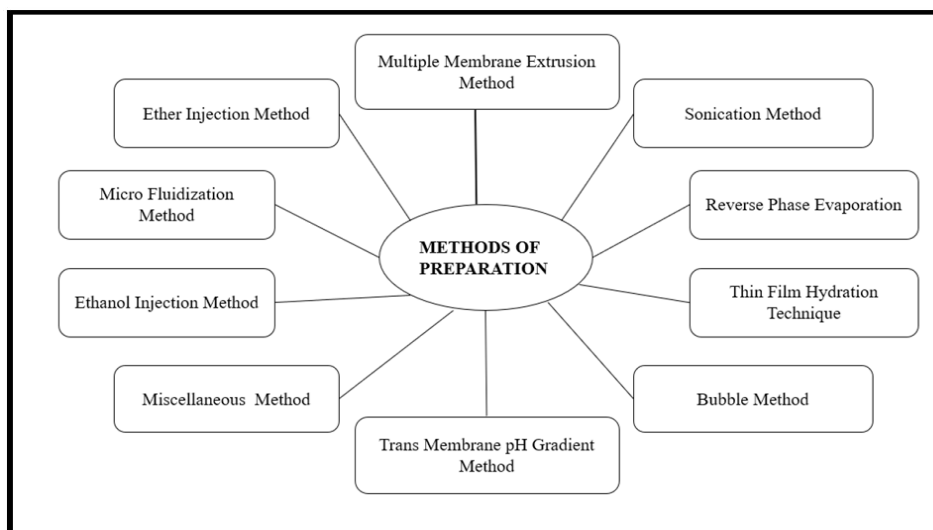 Multiple Membrane Extrusion
Method
Ether Injection Method
Sonication Method
Micro Fluidization
Method
Reverse Phase Evaporation
METHODS OF
PREPARATION
Ethanol Injection Method
Thin Film Hydration
Technique
Miscellaneous Method
Bubble Method
Trans Membrane pH Gradient
Method